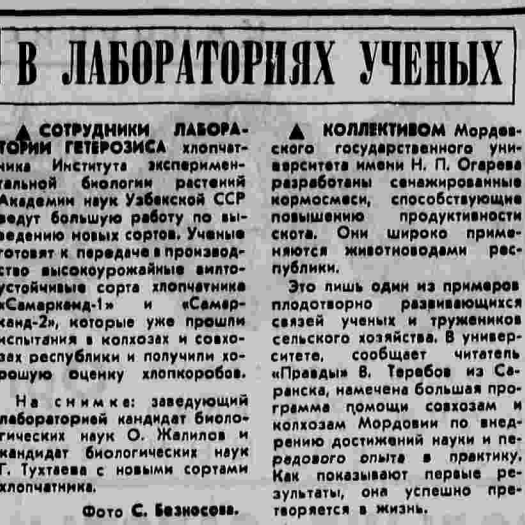 В ЛАБОРАТОРИЯХ УЧЕНЫХ
▲ СОТРУДНИКИ ЛАБОРА-
ТОРИИ ГЕТЕРОЗИСА хлопчат-
ника Института эксперимен-
тальной биологии растений
Академии наук Узбекской ССР
ведут большую работу по вы-
ведению новых сортов. Ученые
готовят к передаче в производ-
ство высокоурожайные вилто-
устойчивые сорта хлопчатника
«Самарканд-1» и «Самар-
канд-2», которые уже прошли
испытания в колхозах и совхо-
зах республики и получили хо-
рошую оценку хлопкоробов.
На снимке: заведующий
лабораторией кандидат биоло-
гических наук О. Жалилов и
кандидат биологических наук
Г. Тухтаева с новыми сортами
хлопчатника.
Фото С. Безносова.
▲ КОЛЛЕКТИВОМ Мордов-
ского государственного уни-
верситета имени Н. П. Огарева
разработаны сенажированные
кормосмеси, способствующие
повышению продуктивности
скота. Они широко приме-
няются животноводами рес-
публики.
Это лишь один из примеров
плодотворно развивающихся
связей ученых и тружеников
сельского хозяйства. В универ-
ситете, сообщает читатель
«Правды» В. Теребов из Са-
ранска, намечена большая про-
грамма помощи совхозам и
колхозам Мордовии по внед-
рению достижений науки и пе-
редового опыта в практику.
Как показывают первые ре-
зультаты, она успешно пре-
творяется в жизнь.